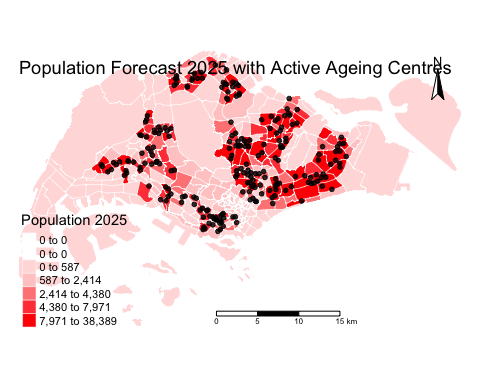 Population Forecast 2025 with Active Ageing Centres
N
Population 2025
0 to 0
0 to 0
0 to 587
587 to 2,414
2,414 to 4,380
4,380 to 7,971
7,971 to 38,389
0 5 10 15 km